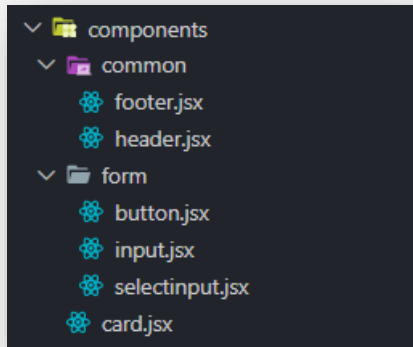 components
common
footer.jsx
header.jsx
form
button.jsx
input.jsx
selectinput.jsx
card.jsx